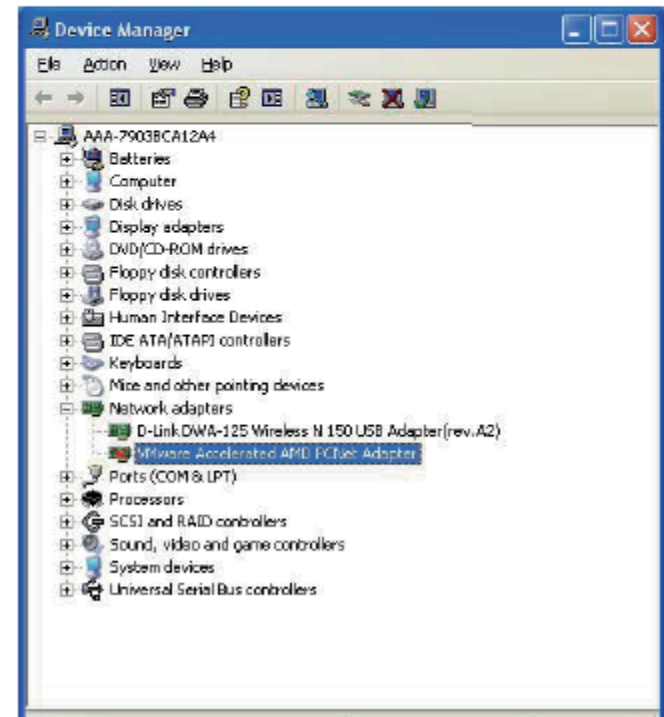 Device Manager
File Action View Help
AAA-7903BCA12A4
Batteries
Computer
Disk drives
Display adapters
DVD/CD-ROM drives
Floppy disk controllers
Floppy disk drives
Human Interface Devices
IDE ATA/ATAPI controllers
Keyboards
Mice and other pointing devices
Network adapters
D-Link DWA-125 Wireless N 150 USB Adapter(rev.A2)
VMware Accelerated AMD PCNet Adapter
Ports (COM & LPT)
Processors
SCSI and RAID controllers
Sound, video and game controllers
System devices
Universal Serial Bus controllers